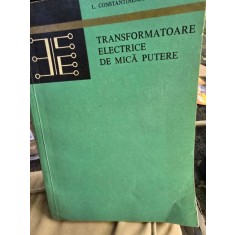 L. CONSTANTINESCU
TRANSFORMATOARE
ELECTRICE
DE MICĂ PUTERE